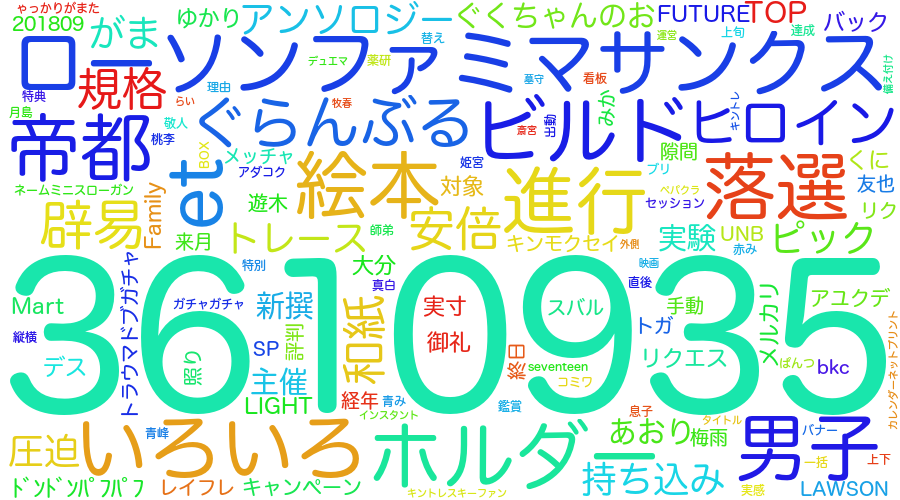 ゃっかりがまた
201809
がま
ゆかり
アンソロジー
ぐくちゃんのお
FUTURE
TOP
バック
替え
運営
上旬
達成
ローソンファミマサンクス
デュエマ
薬研
特典
規格
理由
らい
牧春
墓守
看板
備え付け
月島
帝都
敬人
桃李
ぐらんぶる
ビルド
斎宮
出動
みか
キントレ
ヒロイン
BOX
メッチャ
アダコク
姫宮
隙間
プリ
くに
ネームミニスローガン
Family
et
絵本
対象
進行
ペパクラ
セッション
落選
友也
遊木
リク
辟易
来月
トレース
師弟
安倍
キンモクセイ
外側
実験
UNB
赤み
ピック
361109935
トラウマドブガチャ
特別
大分
真白
映画
直後
Mart
ガチャガチャ
新撰
和紙
実寸
スバル
手動
メルカリ
アユクデ
縦横
評判
御礼
トガ
デス
照り
SP
終日
seventeen
リクエス
ぱんつ
bkc
主催
コミワ
カレンダーネットプリント
LIGHT
経年
青み
鑑賞
インスタント
息子
タイトル
圧迫
いろいろ
青峰
ホルダー
あおり
梅雨
男子
バナー
一括
上下
ﾄﾞﾝﾄﾞﾝﾊﾟﾌﾊﾟﾌ
レイフレ
キャンペーン
キントレスキーファン
持ち込み
実感
LAWSON